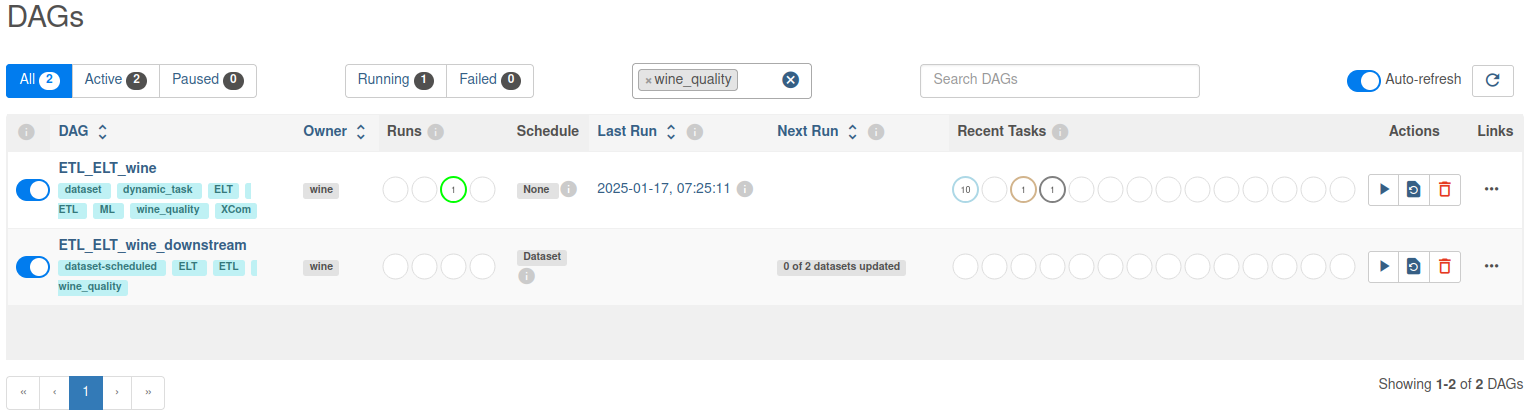 DAGs
All 2 Active 2 Paused 0 Running 1 Failed 0 × wine_quality Search DAGs Auto-refresh
i DAG Owner Runs i Schedule Last Run i Next Run i Recent Tasks i Actions Links
ETL_ELT_wine
dataset dynamic_task ELT
ETL ML wine_quality XCom
wine 1 None i 2025-01-17, 07:25:11 i 10 1 1 •••
ETL_ELT_wine_downstream
dataset-scheduled ELT ETL
wine_quality
wine Dataset i 0 of 2 datasets updated •••
« ‹ 1 › » Showing 1-2 of 2 DAGs